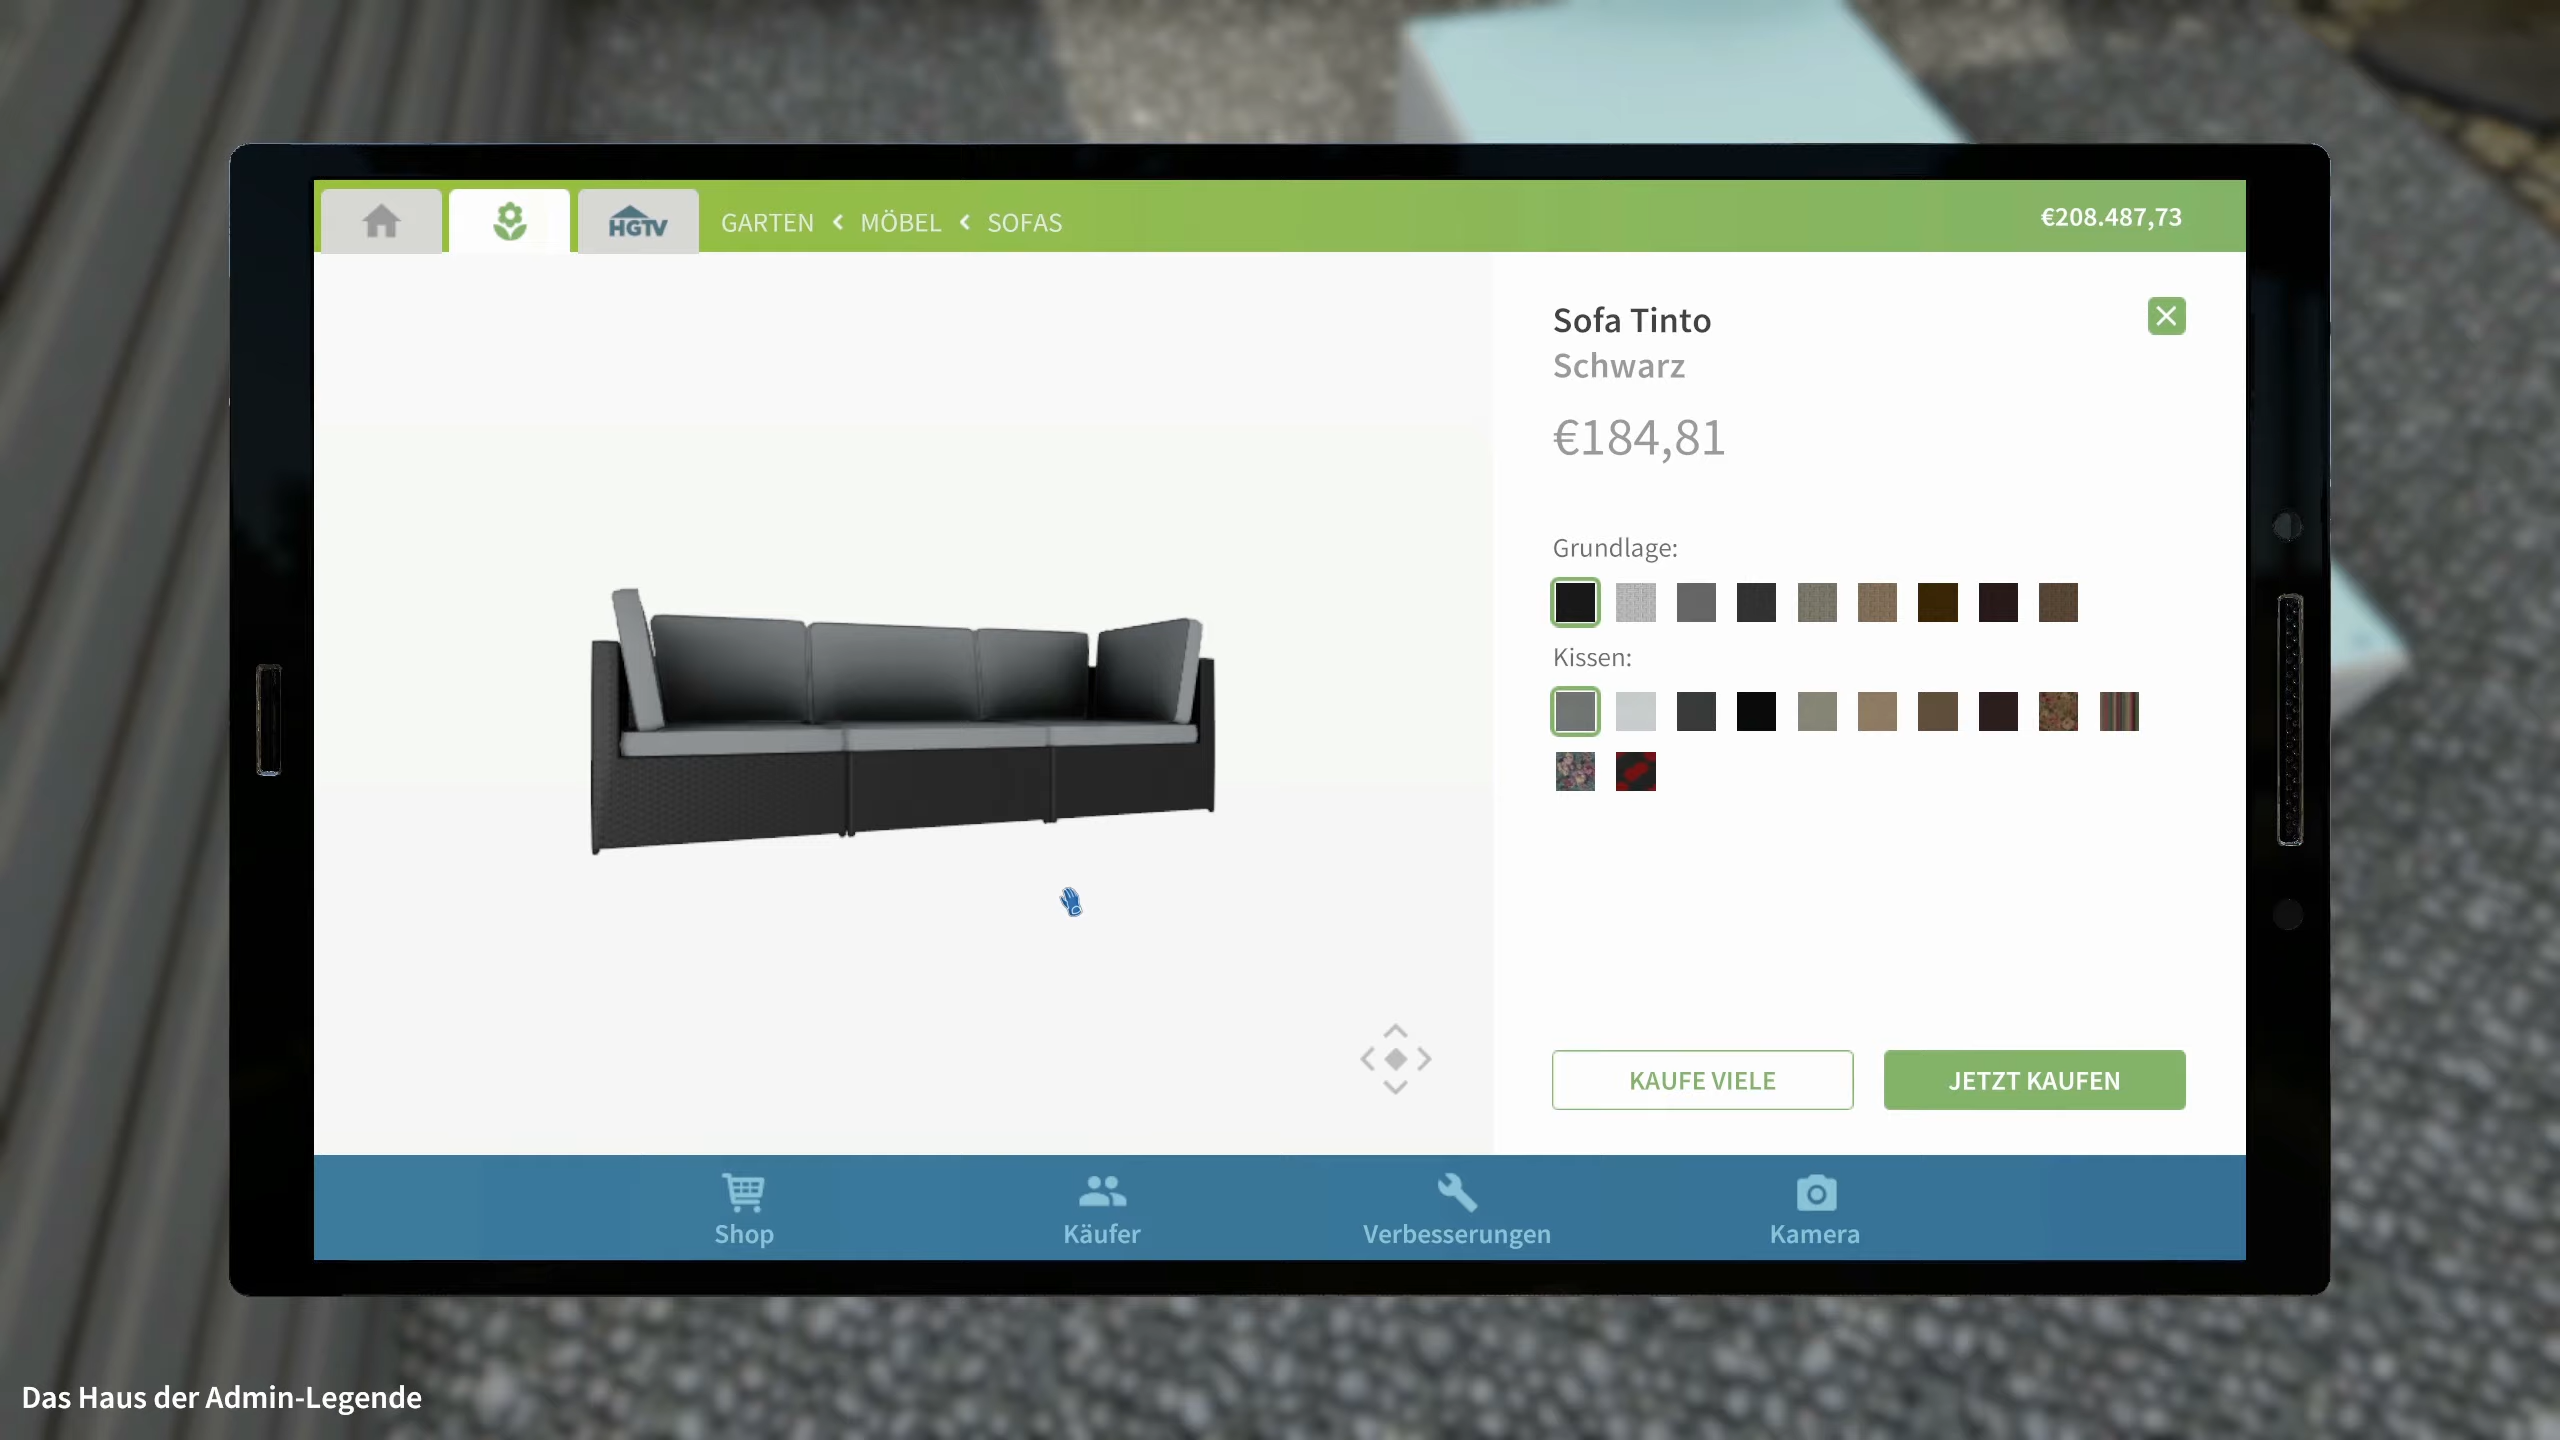 HGTV
GARTEN < MÖBEL < SOFAS
€208.487,73
Sofa Tinto
Schwarz
€184,81
Grundlage:
Kissen:
KAUFE VIELE
JETZT KAUFEN
Shop
Käufer
Verbesserungen
Kamera
Das Haus der Admin-Legende